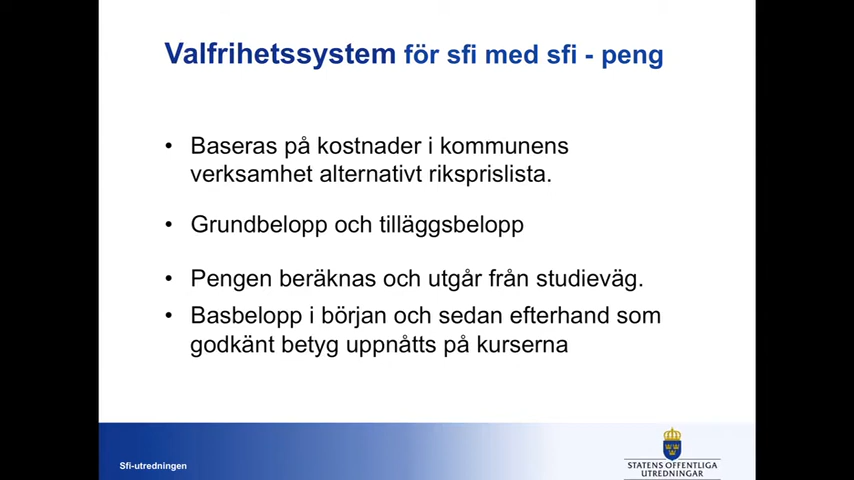 Valfrihetssystem för sfi med sfi - peng
• Baseras på kostnader i kommunens
verksamhet alternativt riksprislista.
• Grundbelopp och tilläggsbelopp
• Pengen beräknas och utgår från studieväg.
• Basbelopp i början och sedan efterhand som
godkänt betyg uppnåtts på kurserna
Sfi-utredningen
STATENS OFFENTLIGA
UTREDNINGAR